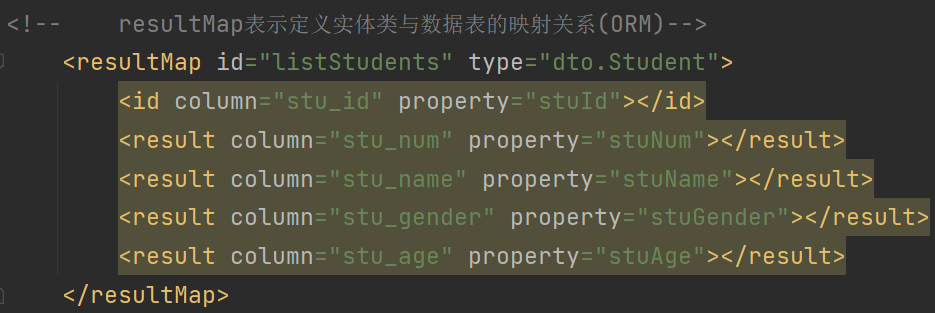 <!--    resultMap表示定义实体类与数据表的映射关系(ORM)-->
<resultMap id="listStudents" type="dto.Student">
<id column="stu_id" property="stuId"></id>
<result column="stu_num" property="stuNum"></result>
<result column="stu_name" property="stuName"></result>
<result column="stu_gender" property="stuGender"></result>
<result column="stu_age" property="stuAge"></result>
</resultMap>